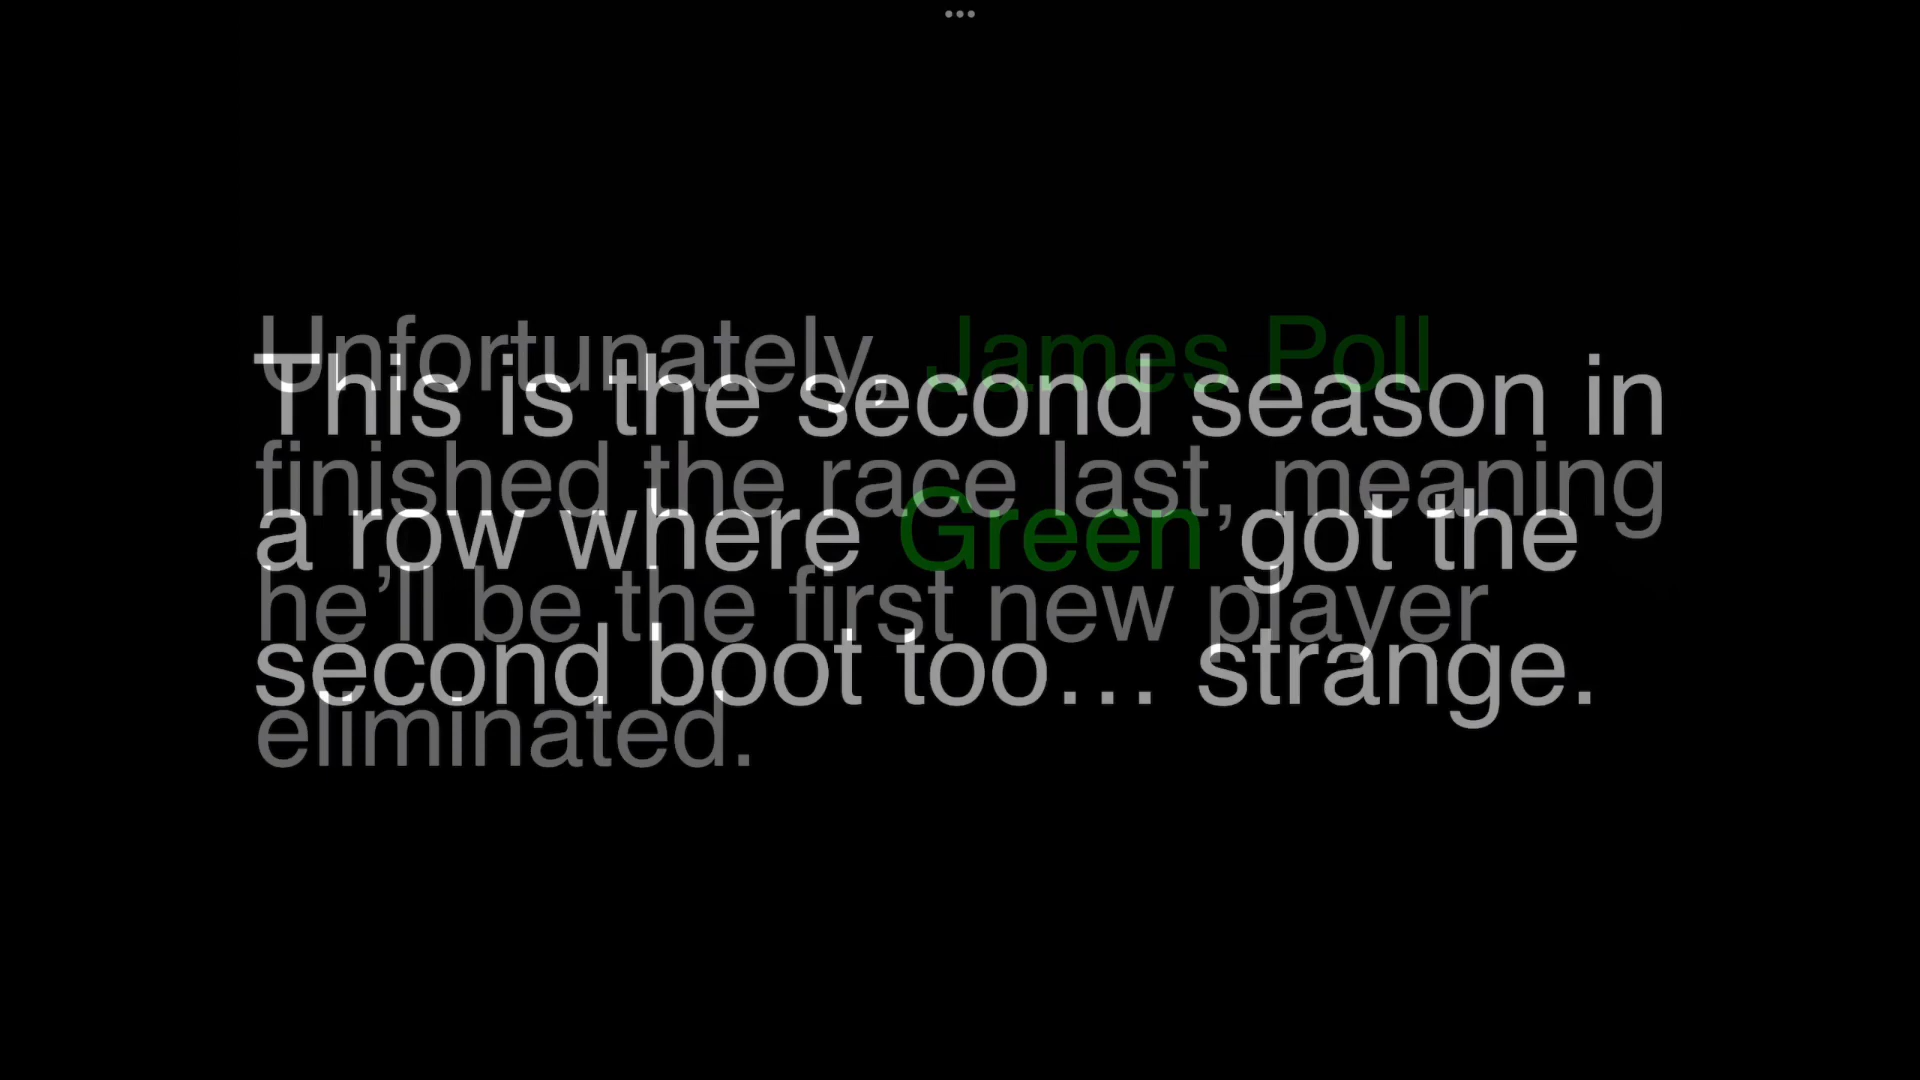 Unfortunately, James Poll
finished the race last, meaning
he’ll be the first new player
eliminated.
This is the second season in
a row where Green got the
second boot too… strange.